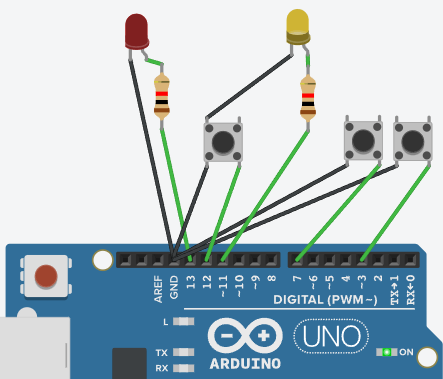 AREF
GND
13
12
~11
~10
~9
8
7
~6
~5
4
~3
2
TX→1
RX←0
DIGITAL (PWM~)
L
TX
RX
UNO
ARDUINO
ON